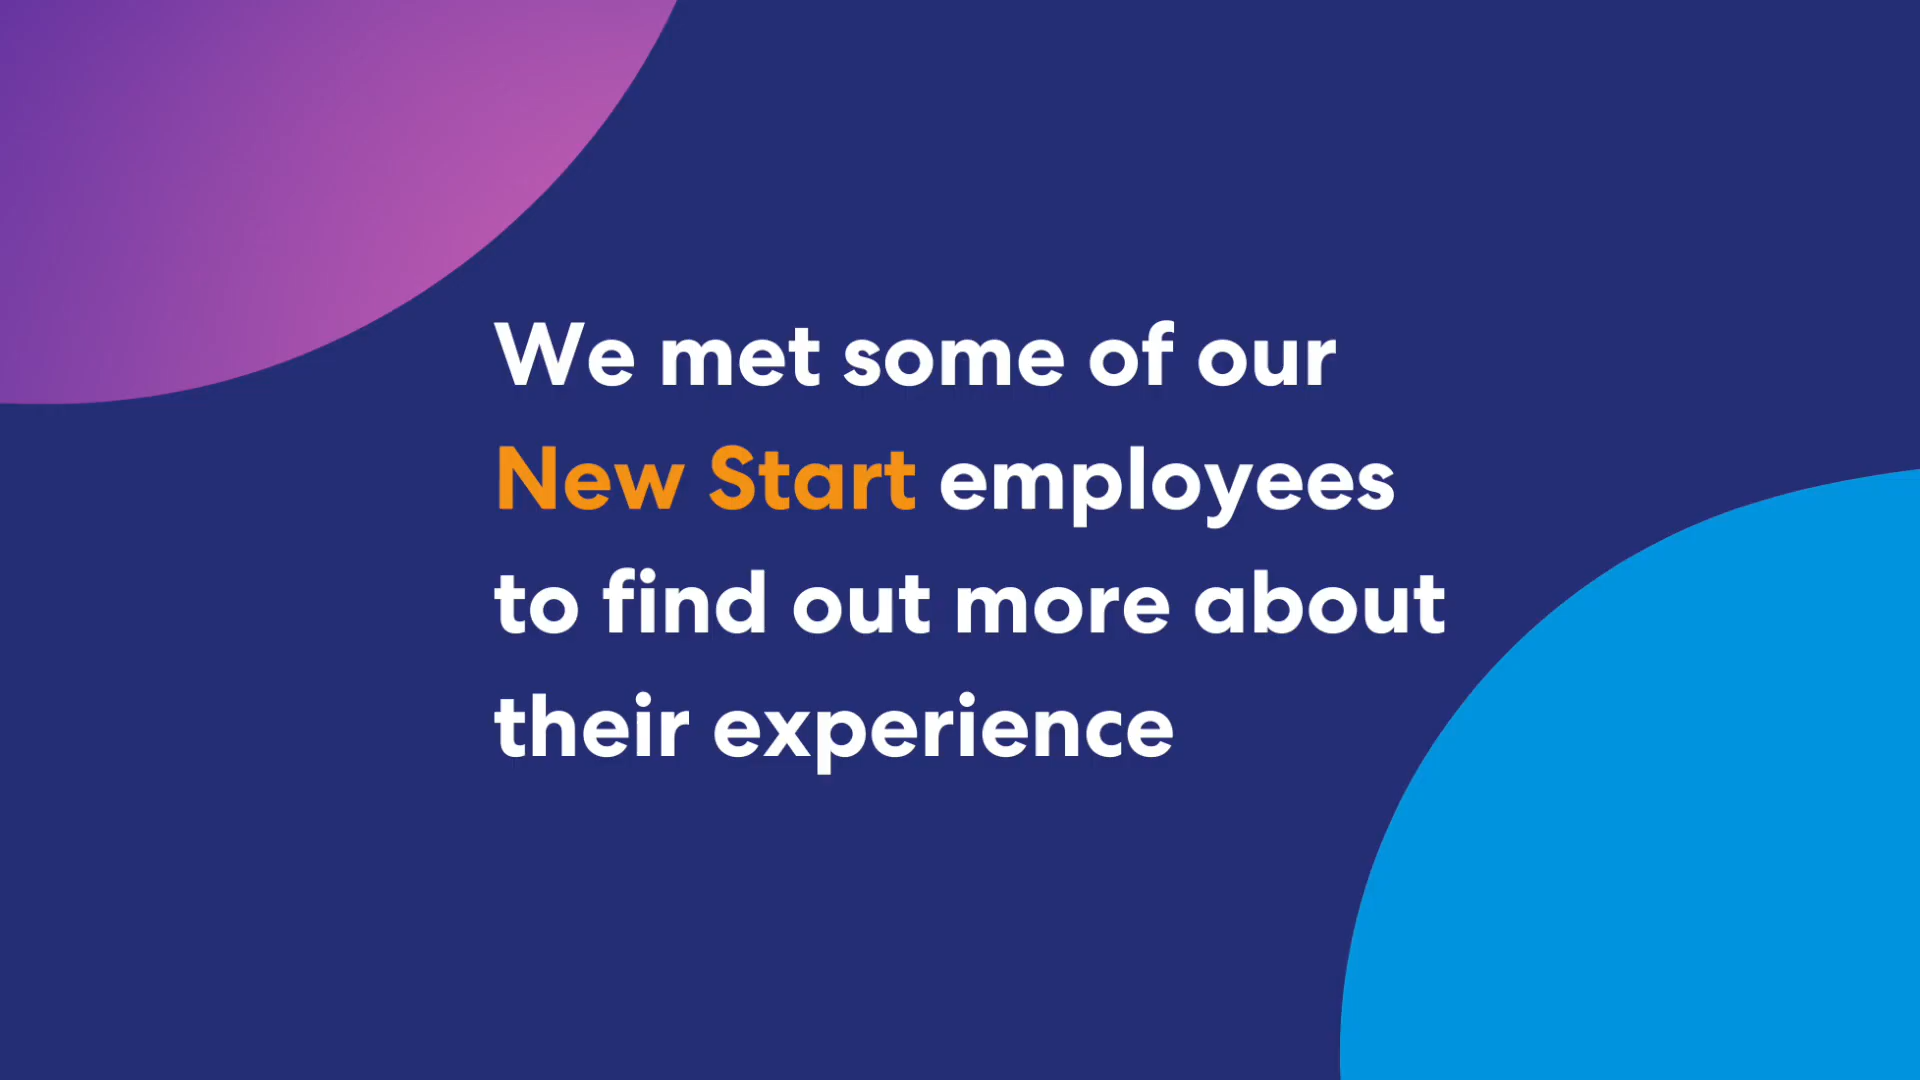 We met some of our
New Start employees
to find out more about
their experience